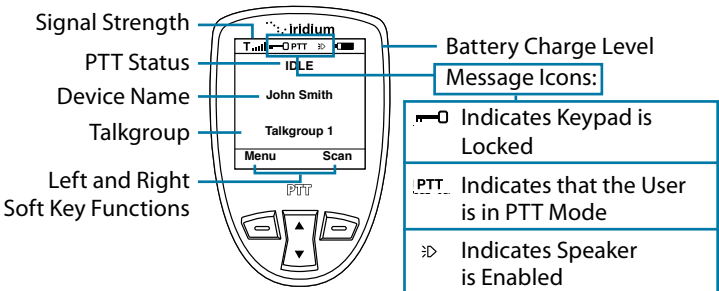 Signal Strength
PTT Status
Device Name
Talkgroup
Left and Right
Soft Key Functions
iridium
T PTT
IDLE
John Smith
Talkgroup 1
Menu Scan
PTT
Battery Charge Level
Message Icons:
Indicates Keypad is
Locked
PTT Indicates that the User
is in PTT Mode
Indicates Speaker
is Enabled